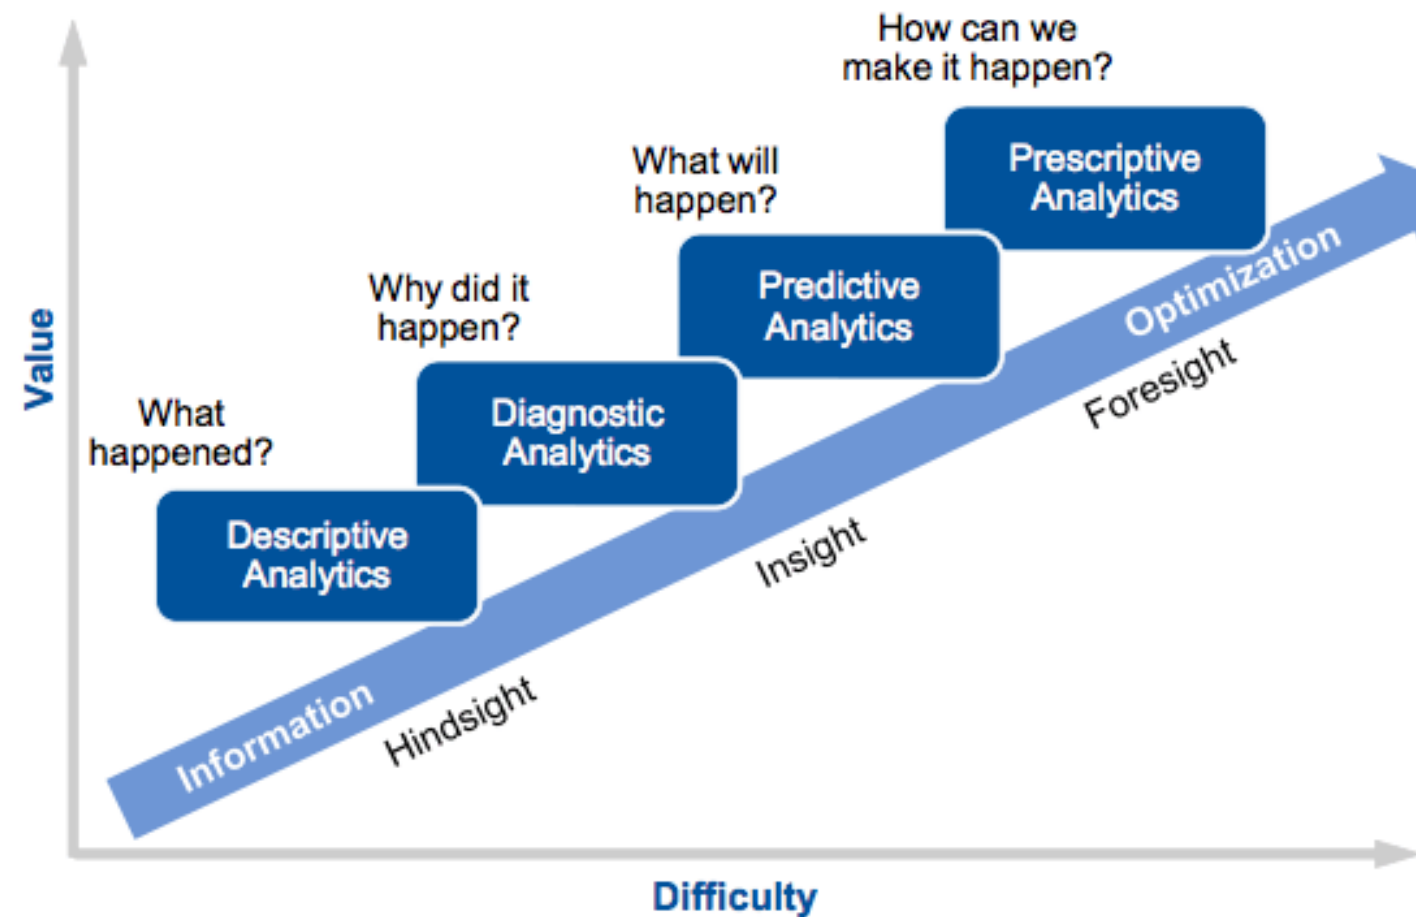 How can we
make it happen?
Prescriptive
Analytics
What will
happen?
Predictive
Analytics
Why did it
happen?
Diagnostic
Analytics
What
happened?
Descriptive
Analytics
Value
Information
Optimization
Hindsight
Insight
Foresight
Difficulty